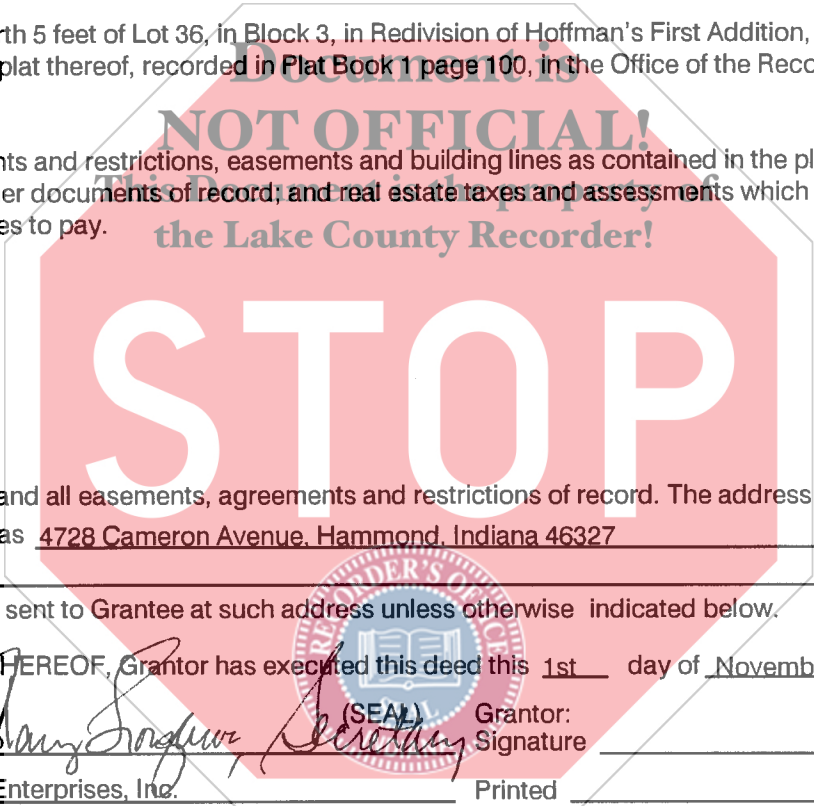 rth 5 feet of Lot 36, in Block 3, in Redivision of Hoffman's First Addition,
Document is
plat thereof, recorded in Plat Book 1 page 100, in the Office of the Reco
NOT OFFICIAL!
nts and restrictions, easements and building lines as contained in the pl
This Document is the property of
er documents of record; and real estate taxes and assessments which
es to pay.
the Lake County Recorder!
STOP
and all easements, agreements and restrictions of record. The address
as 4728 Cameron Avenue, Hammond, Indiana 46327
RECORDER'S OFFICE
sent to Grantee at such address unless otherwise indicated below.
HEREOF, Grantor has executed this deed this 1st day of Novemb
SEAL
(SEAL) Grantor:
Secretary Signature
Enterprises, Inc. Printed